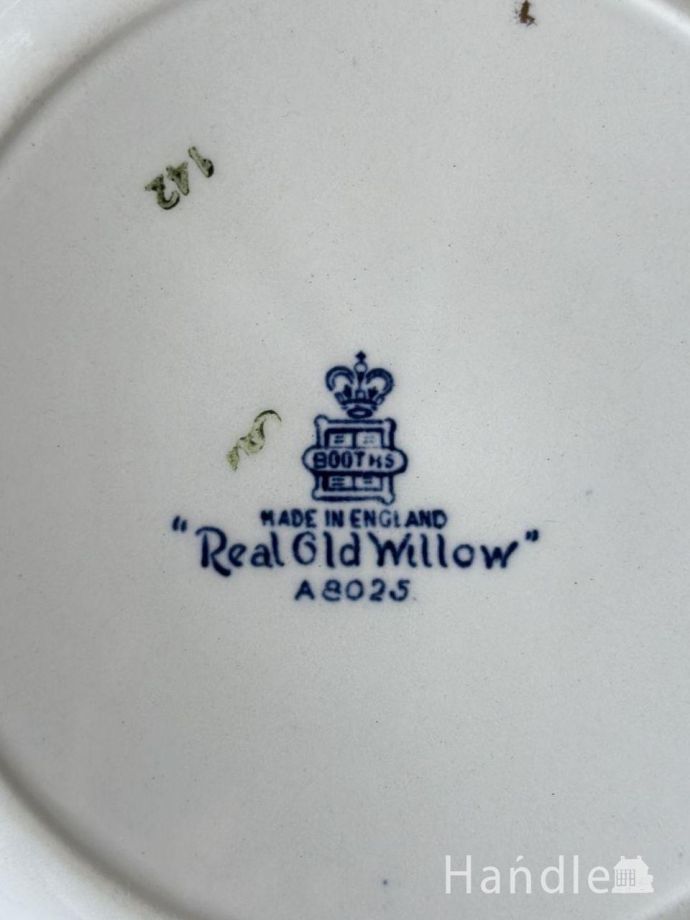 142
BOOTHS
MADE IN ENGLAND
"Real Old Willow"
A8025
Handle